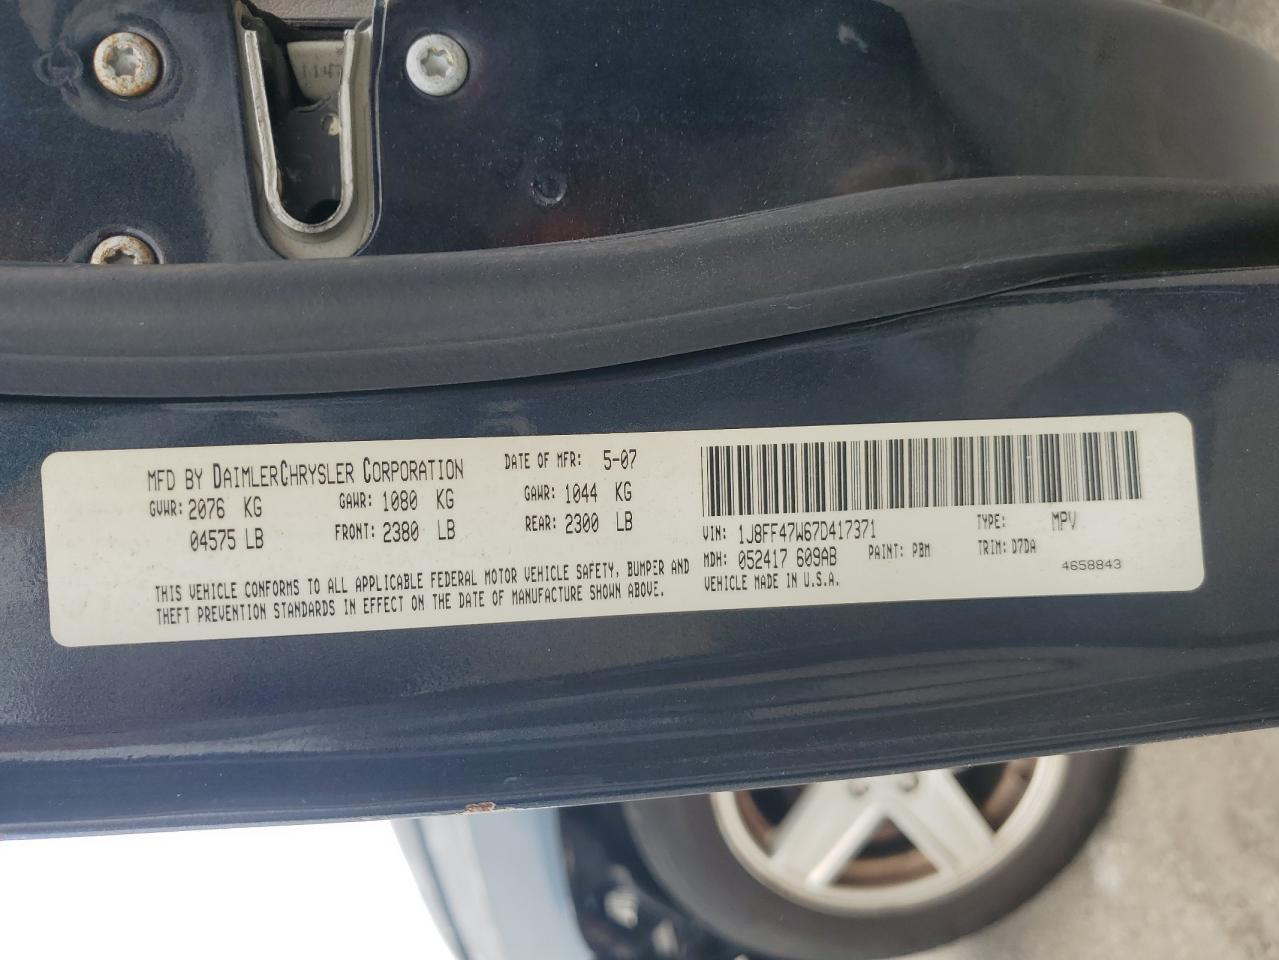 MFD BY DAIMLERCHRYSLER CORPORATION DATE OF MFR: 5-07
GVWR: 2076 KG GAWR: 1080 KG GAWR: 1044 KG
04575 LB FRONT: 2380 LB REAR: 2300 LB
THIS VEHICLE CONFORMS TO ALL APPLICABLE FEDERAL MOTOR VEHICLE SAFETY, BUMPER AND
THEFT PREVENTION STANDARDS IN EFFECT ON THE DATE OF MANUFACTURE SHOWN ABOVE.
VIN: 1J8FF47W67D417371 TYPE: MPV
MDH: 052417 609AB PAINT: PBM TRIM: D7DA
VEHICLE MADE IN U.S.A. 4658843